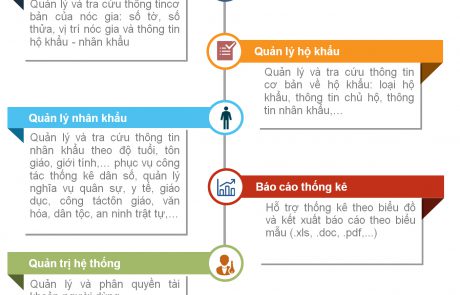 Quản lý và tra cứu thông tincơ
bản của nóc gia: số tờ, số
thửa, vị trí nóc gia và thông tin
hộ khẩu - nhân khẩu
Quản lý hộ khẩu
Quản lý và tra cứu thông tin
cơ bản về hộ khẩu: loại hộ
khẩu, thông tin chủ hộ, thông
tin nhân khẩu,...
Quản lý nhân khẩu
Quản lý và tra cứu thông tin
nhân khẩu theo độ tuổi, tôn
giáo, giới tính,... phục vụ công
tác thống kê dân số, quản lý
nghĩa vụ quân sự, y tế, giáo
dục, công táctôn giáo, văn
hóa, dân tộc, an ninh trật tự,...
Báo cáo thống kê
Hỗ trợ thống kê theo biểu đồ
và kết xuất báo cáo theo biểu
mẫu (.xls, .doc, .pdf,...)
Quản trị hệ thống
Quản lý và phân quyền tài
khoản người dùng